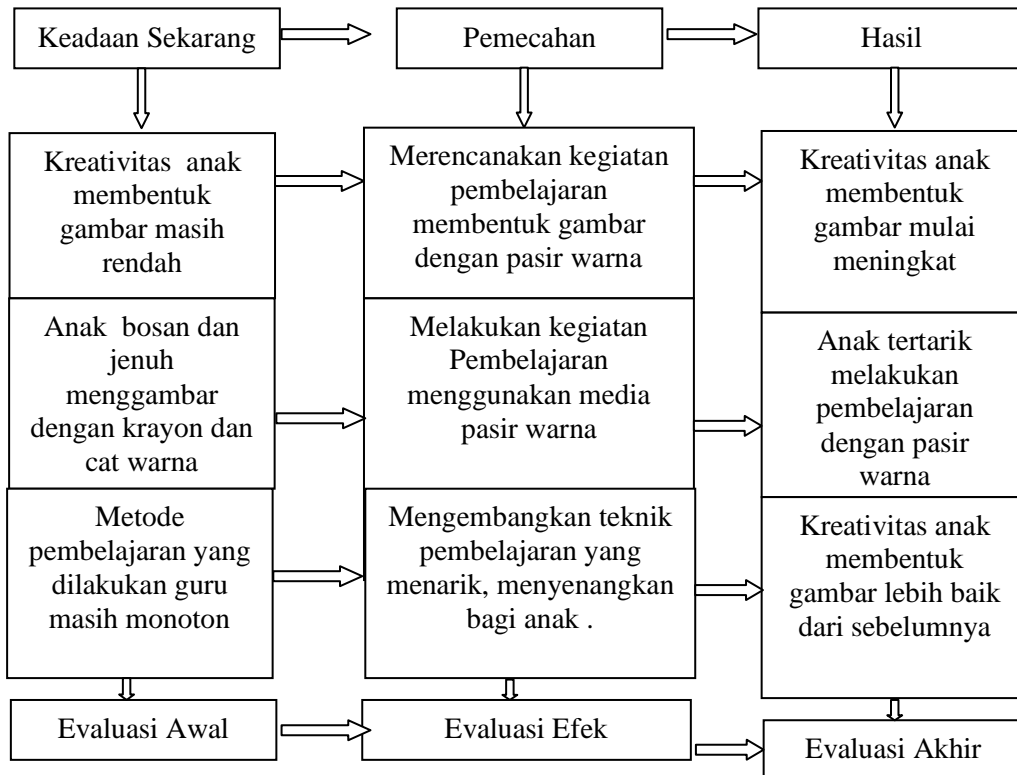 Keadaan Sekarang
Pemecahan
Hasil
Kreativitas anak
membentuk
gambar masih
rendah
Merencanakan kegiatan
pembelajaran
membentuk gambar
dengan pasir warna
Kreativitas anak
membentuk
gambar mulai
meningkat
Anak bosan dan
jenuh
menggambar
dengan krayon dan
cat warna
Melakukan kegiatan
Pembelajaran
menggunakan media
pasir warna
Anak tertarik
melakukan
pembelajaran
dengan pasir
warna
Metode
pembelajaran yang
dilakukan guru
masih monoton
Mengembangkan teknik
pembelajaran yang
menarik, menyenangkan
bagi anak .
Kreativitas anak
membentuk
gambar lebih baik
dari sebelumnya
Evaluasi Awal
Evaluasi Efek
Evaluasi Akhir